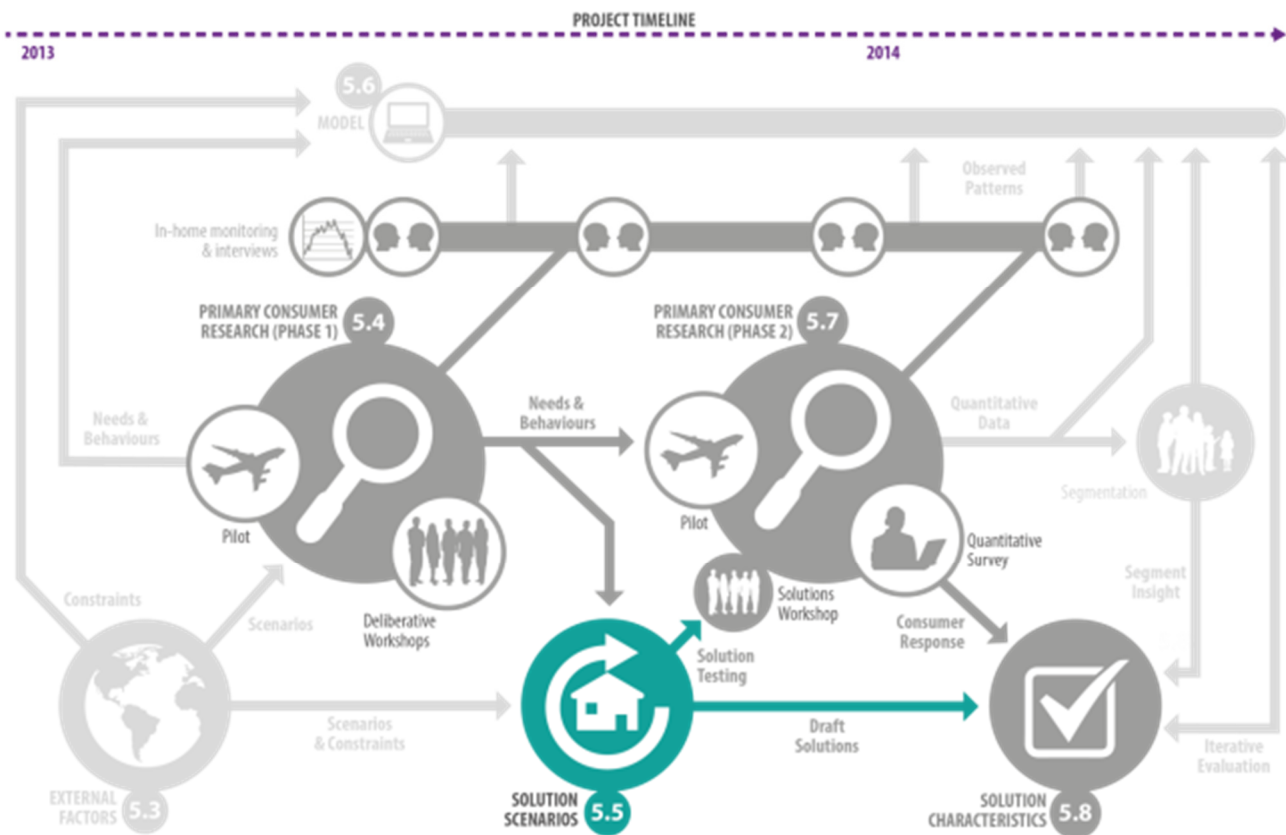 PROJECT TIMELINE
2013
2014
5.6
MODEL
Observed
Patterns
In-home monitoring
& interviews
PRIMARY CONSUMER
RESEARCH (PHASE 1)
5.4
PRIMARY CONSUMER
RESEARCH (PHASE 2)
5.7
Needs &
Behaviours
Needs &
Behaviours
Quantitative
Data
Pilot
Pilot
Segmentation
Deliberative
Workshops
Solutions
Workshop
Quantitative
Survey
Constraints
Scenarios
Segment
Insight
Consumer
Response
Solution
Testing
Scenarios
& Constraints
Draft
Solutions
Iterative
Evaluation
EXTERNAL
FACTORS
5.3
SOLUTION
SCENARIOS
5.5
SOLUTION
CHARACTERISTICS
5.8